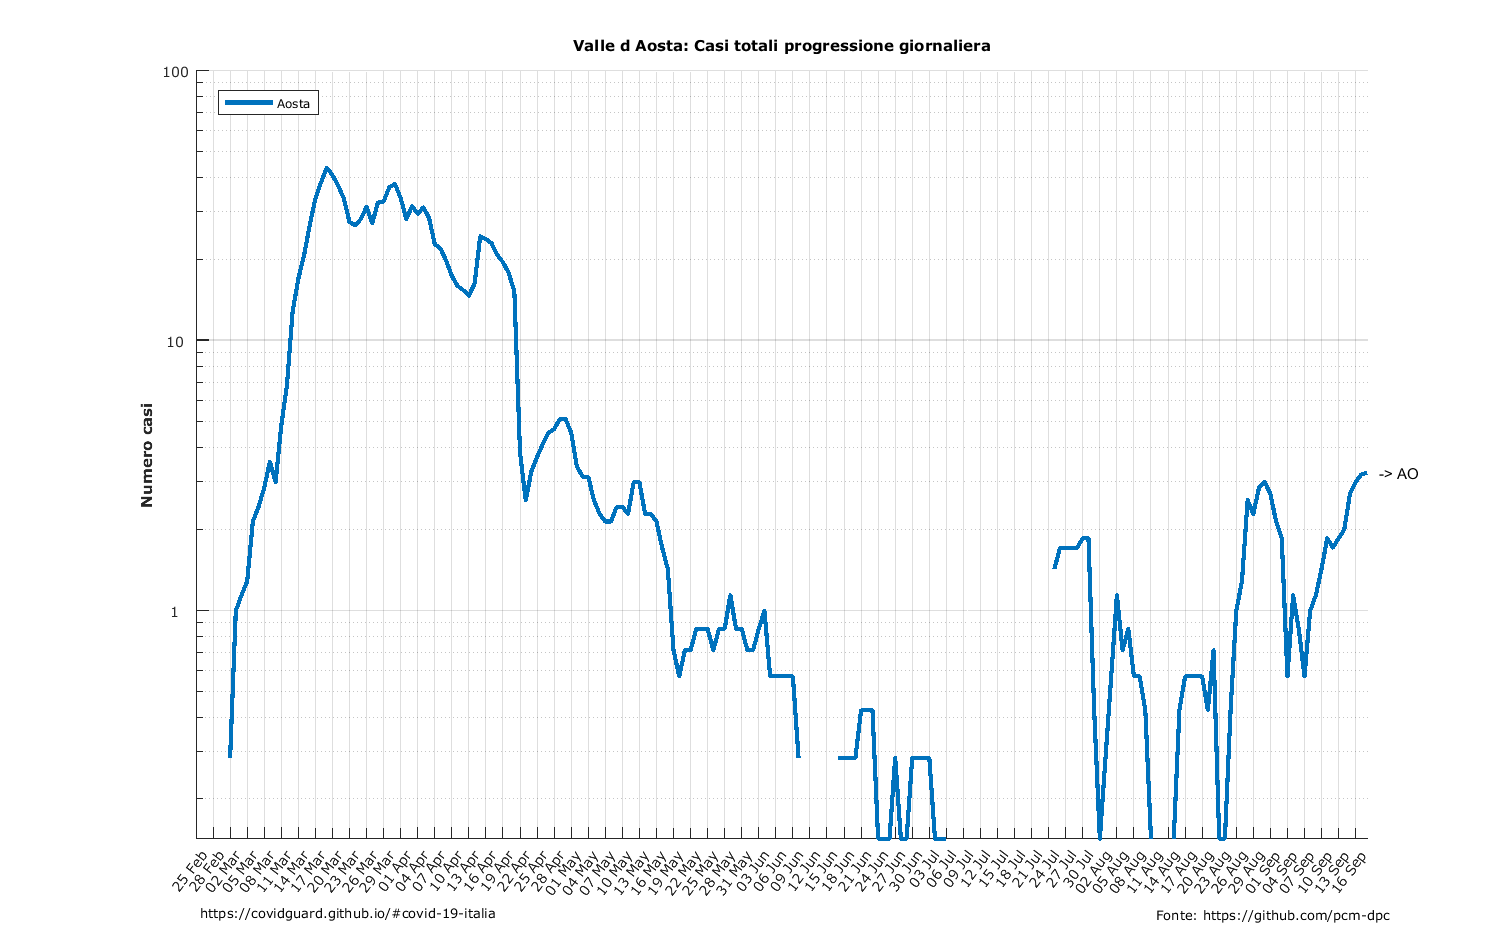 Valle d Aosta: Casi totali progressione giornaliera
100
10
1
Numero casi
Aosta
-> AO
25 Feb
28 Feb
02 Mar
05 Mar
08 Mar
11 Mar
14 Mar
17 Mar
20 Mar
23 Mar
26 Mar
29 Mar
01 Apr
04 Apr
07 Apr
10 Apr
13 Apr
16 Apr
19 Apr
22 Apr
25 Apr
28 Apr
01 May
04 May
07 May
10 May
13 May
16 May
19 May
22 May
25 May
28 May
31 May
03 Jun
06 Jun
09 Jun
12 Jun
15 Jun
18 Jun
21 Jun
24 Jun
27 Jun
30 Jun
03 Jul
06 Jul
09 Jul
12 Jul
15 Jul
18 Jul
21 Jul
24 Jul
27 Jul
30 Jul
02 Aug
05 Aug
08 Aug
11 Aug
14 Aug
17 Aug
20 Aug
23 Aug
26 Aug
29 Aug
01 Sep
04 Sep
07 Sep
10 Sep
13 Sep
16 Sep
https://covidguard.github.io/#covid-19-italia
Fonte: https://github.com/pcm-dpc